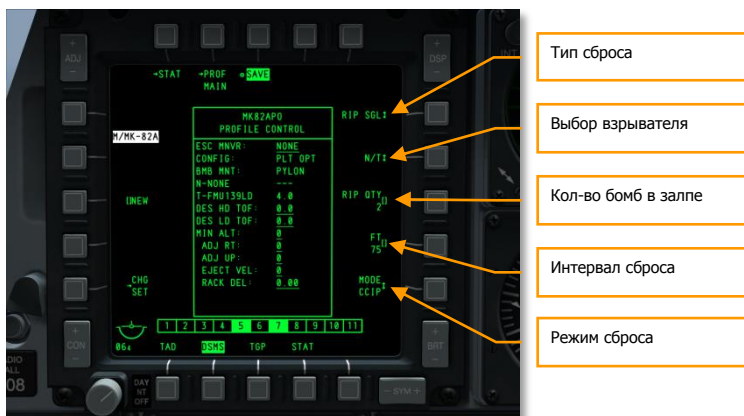 ADJ
DSP
INT
→STAT
→PROF
MAIN
SAVE
M/MK-82A
MK82APO
PROFILE CONTROL
ESC MNVR: NONE
CONFIG: PLT OPT
BMB MNT: PYLON
N-NONE ---
T-FMU139LD 4.0
DES HD TOF: 0.0
DES LD TOF: 0.0
MIN ALT: 0
ADJ RT: 0
ADJ UP: 0
EJECT VEL: 0
RACK DEL: 0.00
[]NEW
→CHG
SET
RIP SGL↕
N/T↕
RIP QTY
2[]
FT
75[]
MODE
CCIP↕
1 2 3 4 5 6 7 8 9 10 11
TAD DSMS TGP STAT
CON
BRT
ALL
08
DAY
NT
OFF
- SYM +
Тип сброса
Выбор взрывателя
Кол-во бомб в залпе
Интервал сброса
Режим сброса